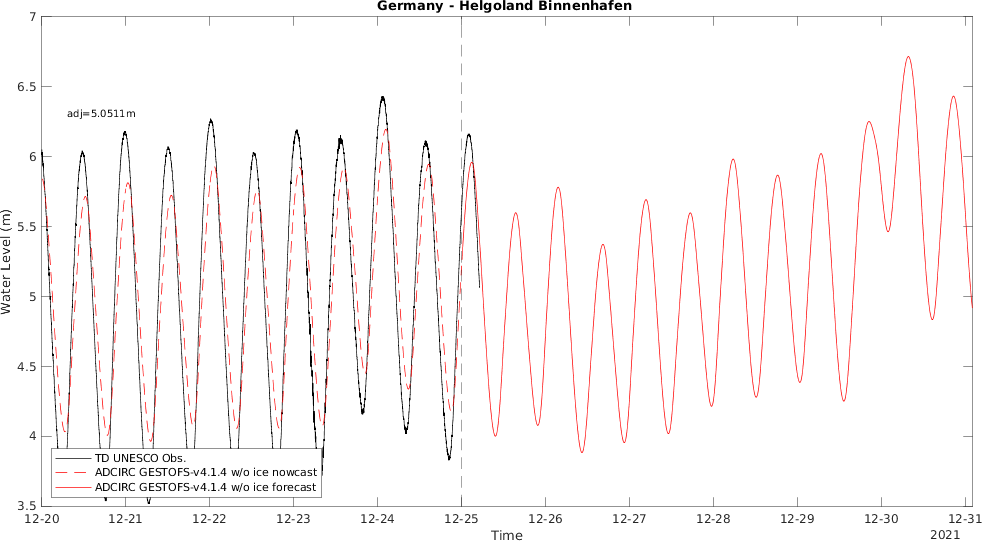 Germany - Helgoland Binnenhafen
7
6.5
6
5.5
5
4.5
4
3.5
Water Level (m)
adj=5.0511m
TD UNESCO Obs.
ADCIRC GESTOFS-v4.1.4 w/o ice nowcast
ADCIRC GESTOFS-v4.1.4 w/o ice forecast
12-20 12-21 12-22 12-23 12-24 12-25 12-26 12-27 12-28 12-29 12-30 12-31
Time
2021